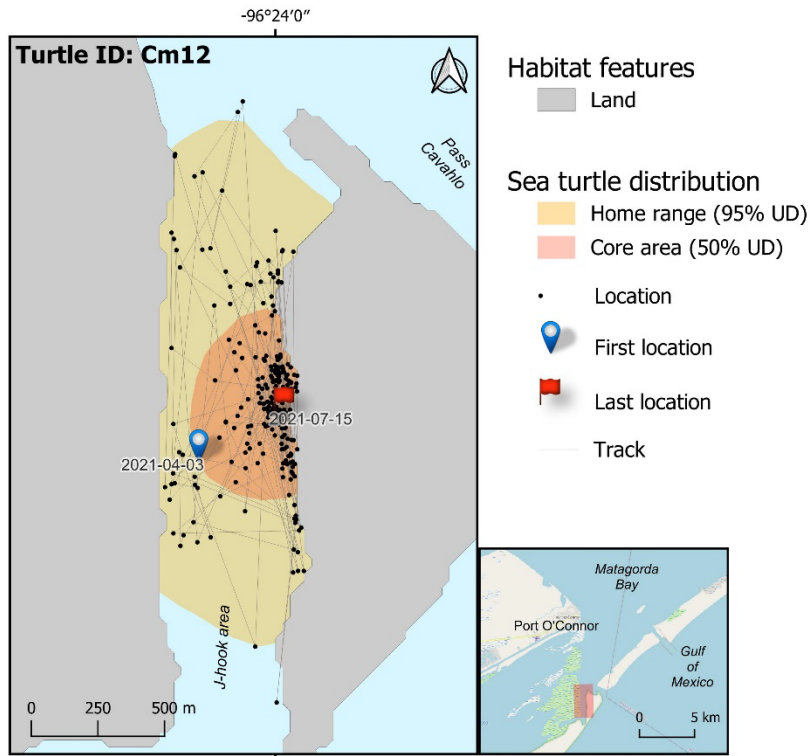 -96°24′0″
Turtle ID: Cm12
Pass
Cavahlo
2021-07-15
2021-04-03
J-hook area
0 250 500 m
Habitat features
Land
Sea turtle distribution
Home range (95% UD)
Core area (50% UD)
Location
First location
Last location
Track
Matagorda
Bay
Port O'Connor
Gulf
of
Mexico
0 5 km